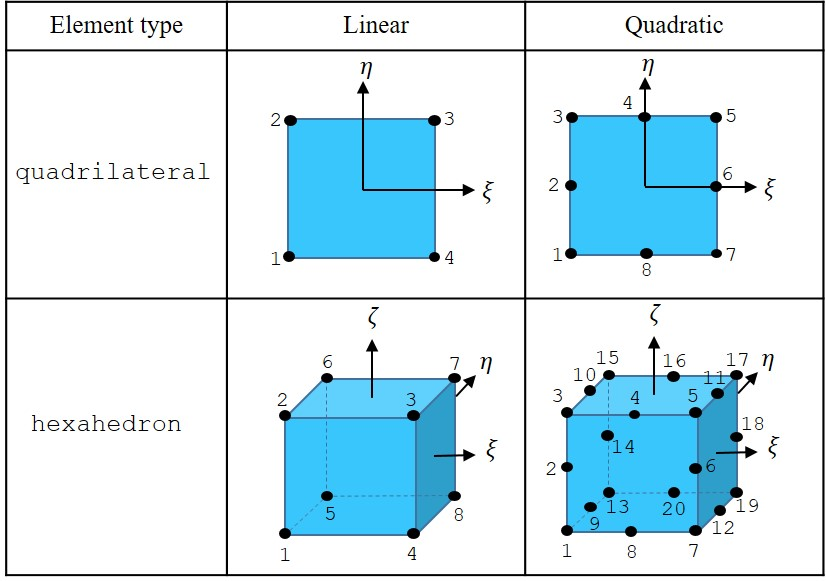 Element type Linear Quadratic
quadrilateral
η
2 3
ξ
1 4
η
3 4 5
2 6 ξ
1 8 7
hexahedron
ζ
6 7 η
2 3
ξ
5 8
1 4
ζ
15 16 17 η
10 11
3 4 5
18
14 ξ
2 6
13 20 19
9 12
1 8 7